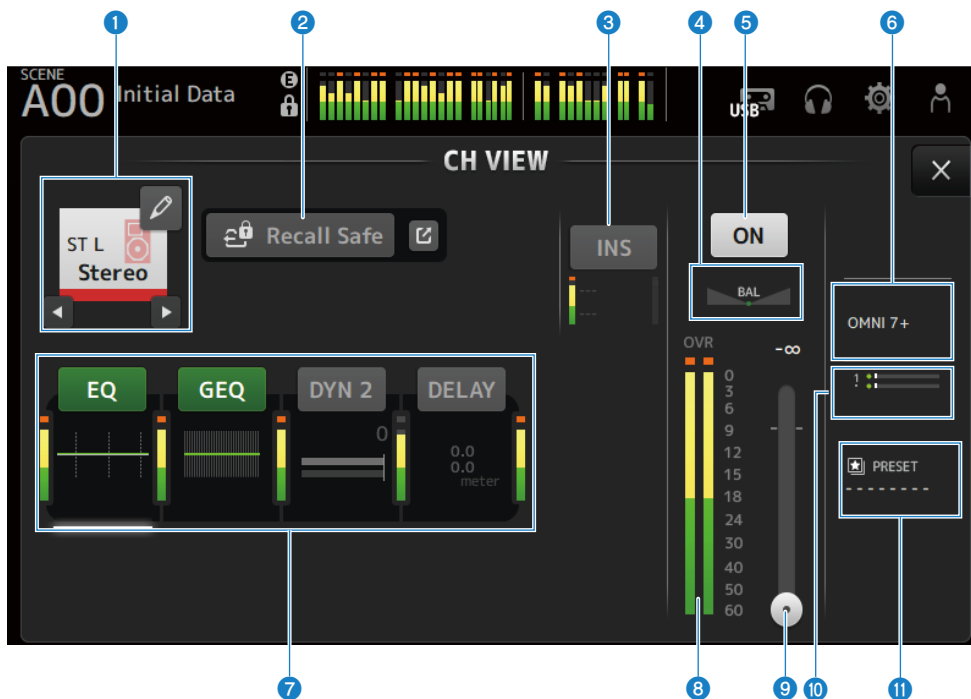 1 2 3 4 5 6
SCENE
A00 Initial Data E
USB
CH VIEW
ST L
Stereo
Recall Safe
INS
---
---
ON
BAL
OMNI 7+
OVR
-∞
0
3
6
9
12
15
18
24
30
40
50
60
1
PRESET
--------
EQ GEQ DYN 2 DELAY
0
0.0
0.0
meter
7 8 9 10 11